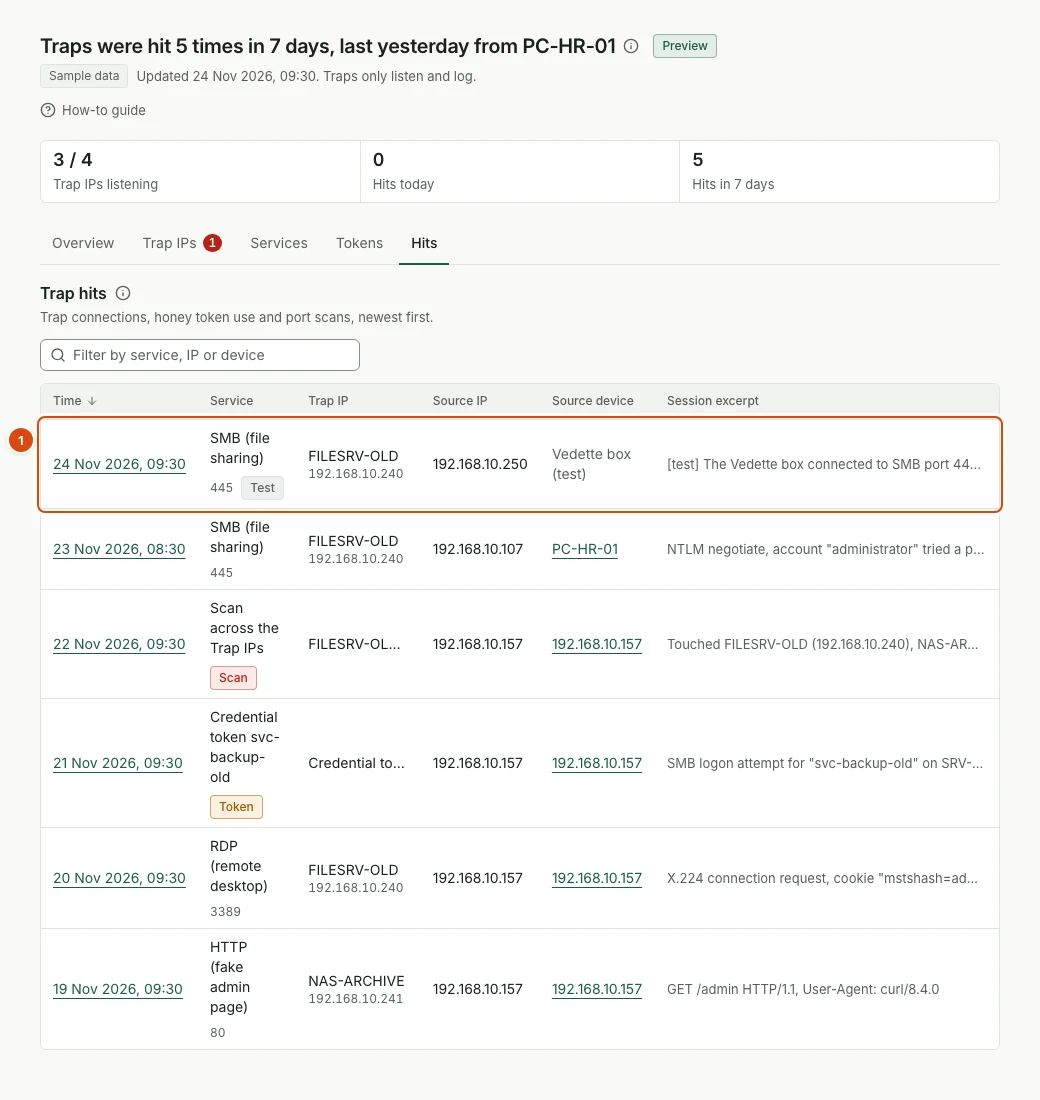 Traps were hit 5 times in 7 days, last yesterday from PC-HR-01 Preview
Sample data Updated 24 Nov 2026, 09:30. Traps only listen and log.
How-to guide
3 / 4
Trap IPs listening
0
Hits today
5
Hits in 7 days
Overview Trap IPs 1 Services Tokens Hits
Trap hits
Trap connections, honey token use and port scans, newest first.
Filter by service, IP or device
Time Service Trap IP Source IP Source device Session excerpt
1
24 Nov 2026, 09:30
SMB (file
sharing)
445 Test
FILESRV-OLD
192.168.10.240
192.168.10.250
Vedette box
(test)
[test] The Vedette box connected to SMB port 44...
23 Nov 2026, 08:30
SMB (file
sharing)
445
FILESRV-OLD
192.168.10.240
192.168.10.107
PC-HR-01
NTLM negotiate, account "administrator" tried a p...
22 Nov 2026, 09:30
Scan
across the
Trap IPs
Scan
FILESRV-OL...
192.168.10.157
192.168.10.157
Touched FILESRV-OLD (192.168.10.240), NAS-AR...
21 Nov 2026, 09:30
Credential
token svc-
backup-
old
Token
Credential to...
192.168.10.157
192.168.10.157
SMB logon attempt for "svc-backup-old" on SRV-...
20 Nov 2026, 09:30
RDP
(remote
desktop)
3389
FILESRV-OLD
192.168.10.240
192.168.10.157
192.168.10.157
X.224 connection request, cookie "mstshash=ad...
19 Nov 2026, 09:30
HTTP
(fake
admin
page)
80
NAS-ARCHIVE
192.168.10.241
192.168.10.157
192.168.10.157
GET /admin HTTP/1.1, User-Agent: curl/8.4.0